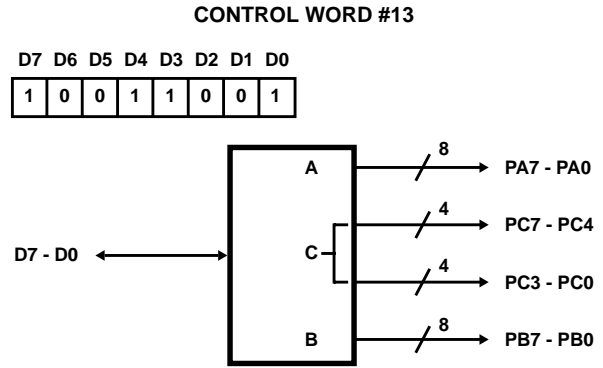 CONTROL WORD #13
D7 D6 D5 D4 D3 D2 D1 D0
1 0 0 1 1 0 0 1
A 8 PA7 - PA0
4 PC7 - PC4
D7 - D0 C
4 PC3 - PC0
B 8 PB7 - PB0